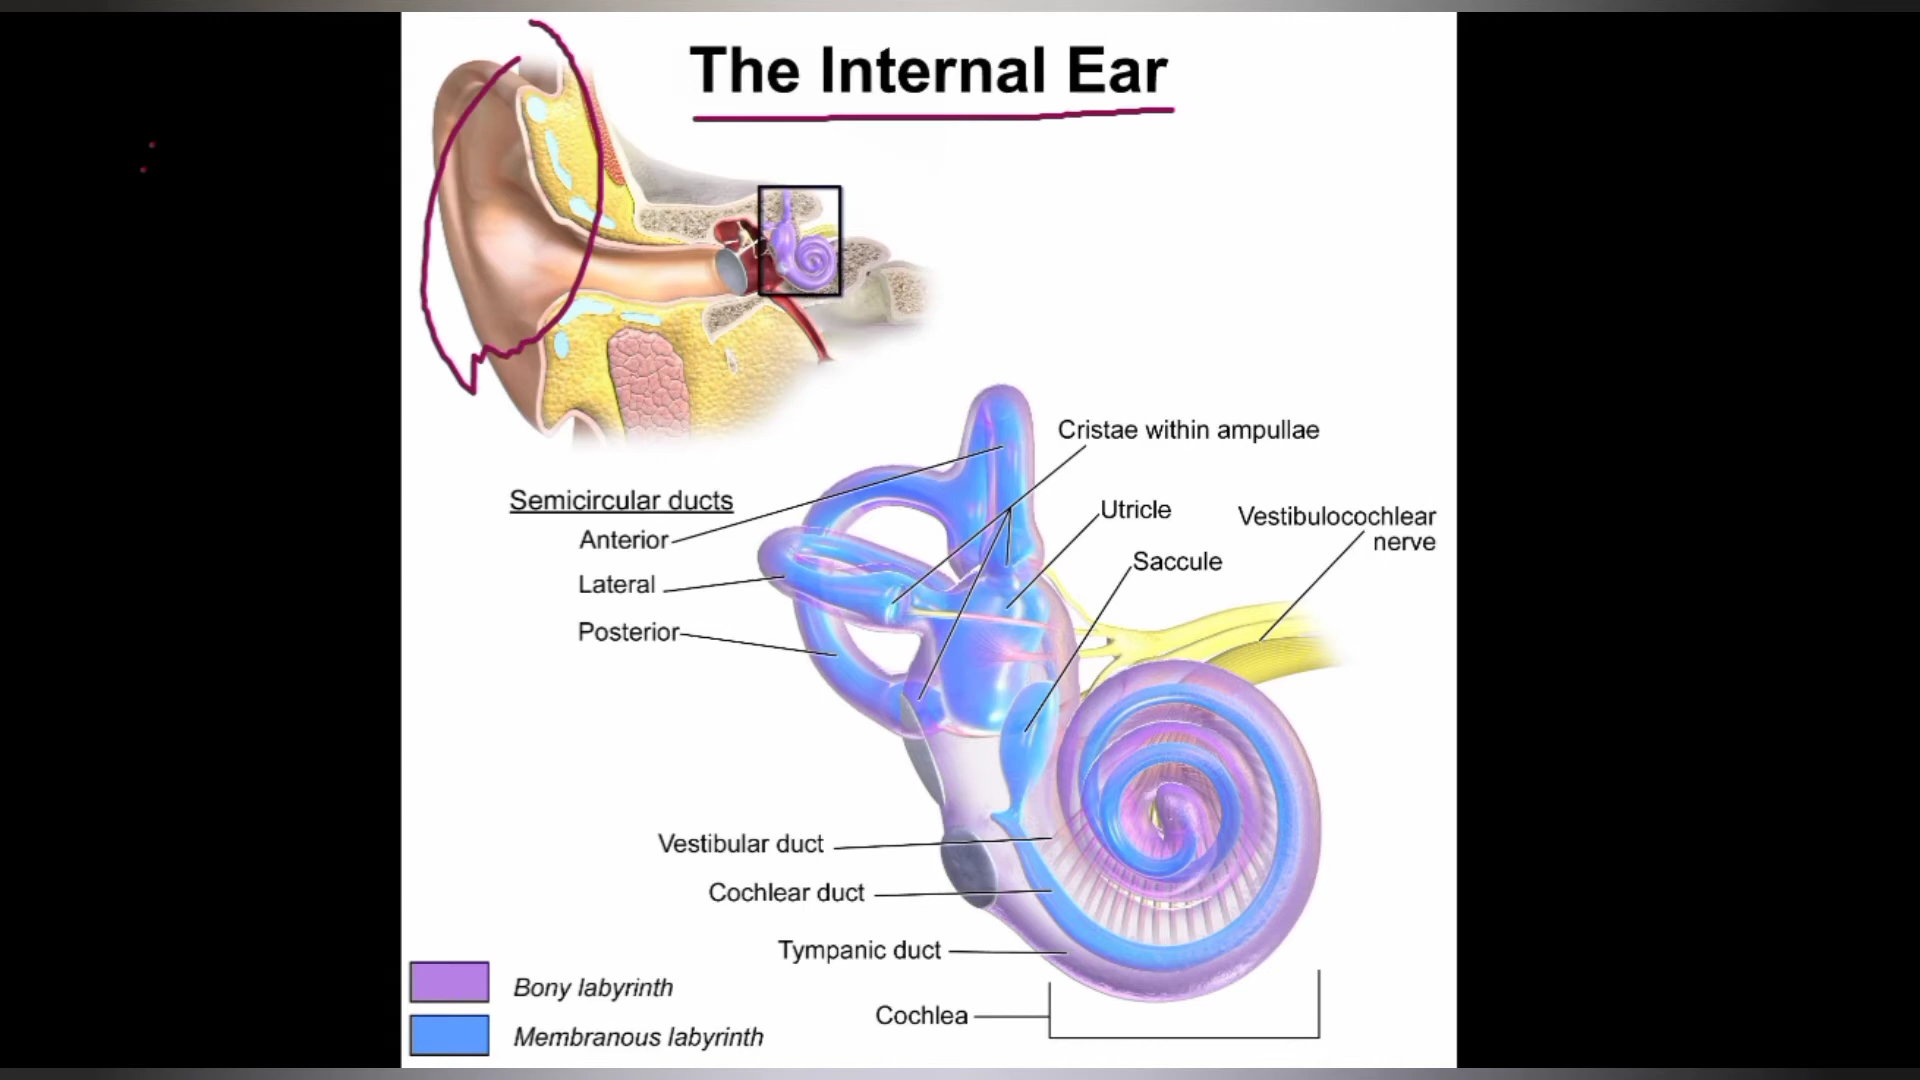 The Internal Ear
Cristae within ampullae
Semicircular ducts
Anterior
Lateral
Posterior
Utricle
Saccule
Vestibulocochlear
nerve
Vestibular duct
Cochlear duct
Tympanic duct
Cochlea
Bony labyrinth
Membranous labyrinth